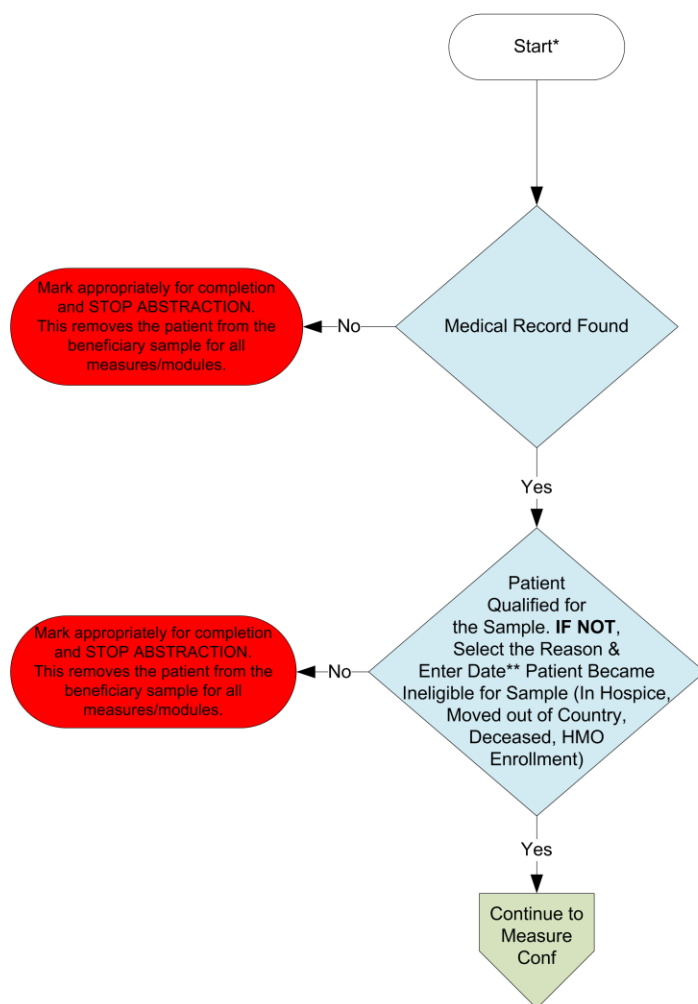 Start*
Medical Record Found
No
Mark appropriately for completion
and STOP ABSTRACTION.
This removes the patient from the
beneficiary sample for all
measures/modules.
Yes
Patient
Qualified for
the Sample. IF NOT,
Select the Reason &
Enter Date** Patient Became
Ineligible for Sample (In Hospice,
Moved out of Country,
Deceased, HMO
Enrollment)
No
Mark appropriately for completion
and STOP ABSTRACTION.
This removes the patient from the
beneficiary sample for all
measures/modules.
Yes
Continue to
Measure
Conf